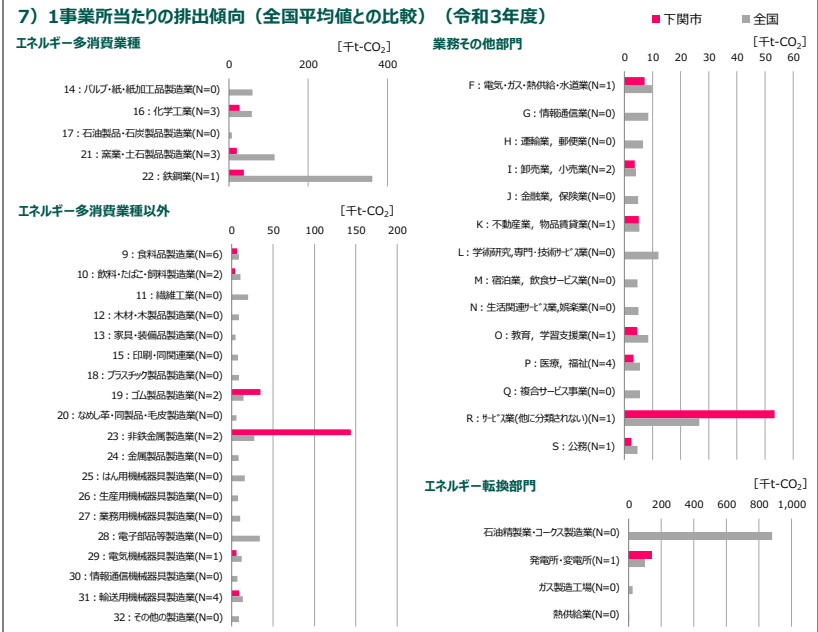 7）1事業所当たりの排出傾向（全国平均値との比較）（令和3年度）
■下関市 ■全国
エネルギー多消費業種
[千t-CO₂]
0 200 400
14：パルプ・紙・紙加工品製造業(N=0)
16：化学工業(N=3)
17：石油製品・石炭製品製造業(N=0)
21：窯業・土石製品製造業(N=3)
22：鉄鋼業(N=1)
エネルギー多消費業種以外
[千t-CO₂]
0 50 100 150 200
9：食料品製造業(N=6)
10：飲料・たばこ・飼料製造業(N=2)
11：繊維工業(N=0)
12：木材・木製品製造業(N=0)
13：家具・装備品製造業(N=0)
15：印刷・同関連業(N=0)
18：プラスチック製品製造業(N=0)
19：ゴム製品製造業(N=2)
20：なめし革・同製品・毛皮製造業(N=0)
23：非鉄金属製造業(N=2)
24：金属製品製造業(N=0)
25：はん用機械器具製造業(N=0)
26：生産用機械器具製造業(N=0)
27：業務用機械器具製造業(N=0)
28：電子部品等製造業(N=0)
29：電気機械器具製造業(N=1)
30：情報通信機械器具製造業(N=0)
31：輸送用機械器具製造業(N=4)
32：その他の製造業(N=0)
業務その他部門
[千t-CO₂]
0 10 20 30 40 50 60
F：電気・ガス・熱供給・水道業(N=1)
G：情報通信業(N=0)
H：運輸業，郵便業(N=0)
I：卸売業，小売業(N=2)
J：金融業，保険業(N=0)
K：不動産業，物品賃貸業(N=1)
L：学術研究,専門・技術サービス業(N=0)
M：宿泊業，飲食サービス業(N=0)
N：生活関連サービス業,娯楽業(N=0)
O：教育，学習支援業(N=1)
P：医療，福祉(N=4)
Q：複合サービス事業(N=0)
R：サービス業(他に分類されない)(N=1)
S：公務(N=1)
エネルギー転換部門
[千t-CO₂]
0 200 400 600 800 1,000
石油精製業・コークス製造業(N=0)
発電所・変電所(N=1)
ガス製造工場(N=0)
熱供給業(N=0)